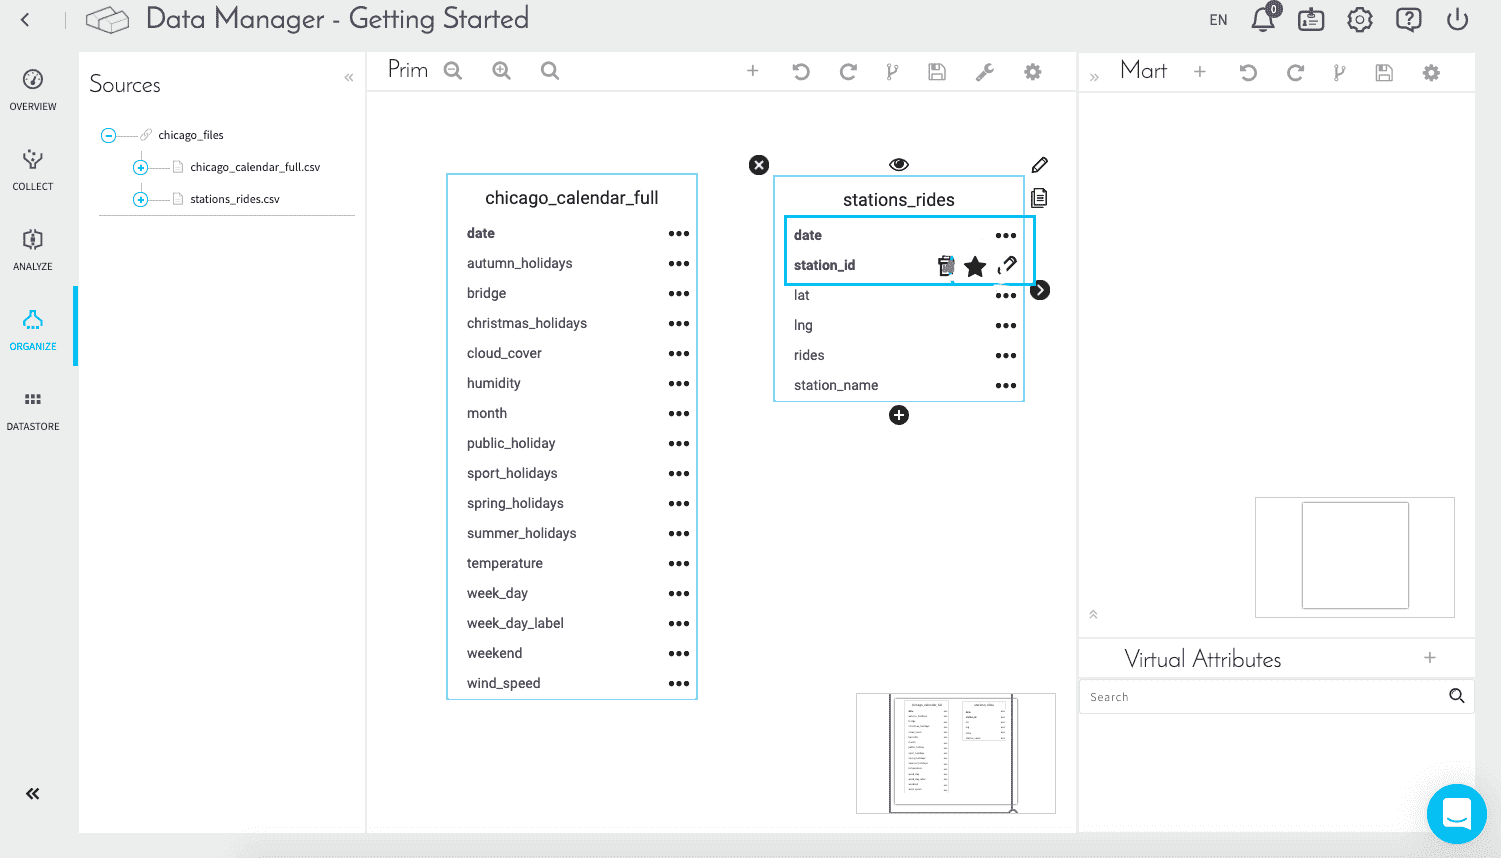 Data Manager - Getting Started
EN
0
OVERVIEW
COLLECT
ANALYZE
ORGANIZE
DATASTORE
Sources
chicago_files
chicago_calendar_full.csv
stations_rides.csv
Prim
chicago_calendar_full
date
autumn_holidays
bridge
christmas_holidays
cloud_cover
humidity
month
public_holiday
sport_holidays
spring_holidays
summer_holidays
temperature
week_day
week_day_label
weekend
wind_speed
stations_rides
date
station_id
lat
lng
rides
station_name
Mart
Virtual Attributes
Search